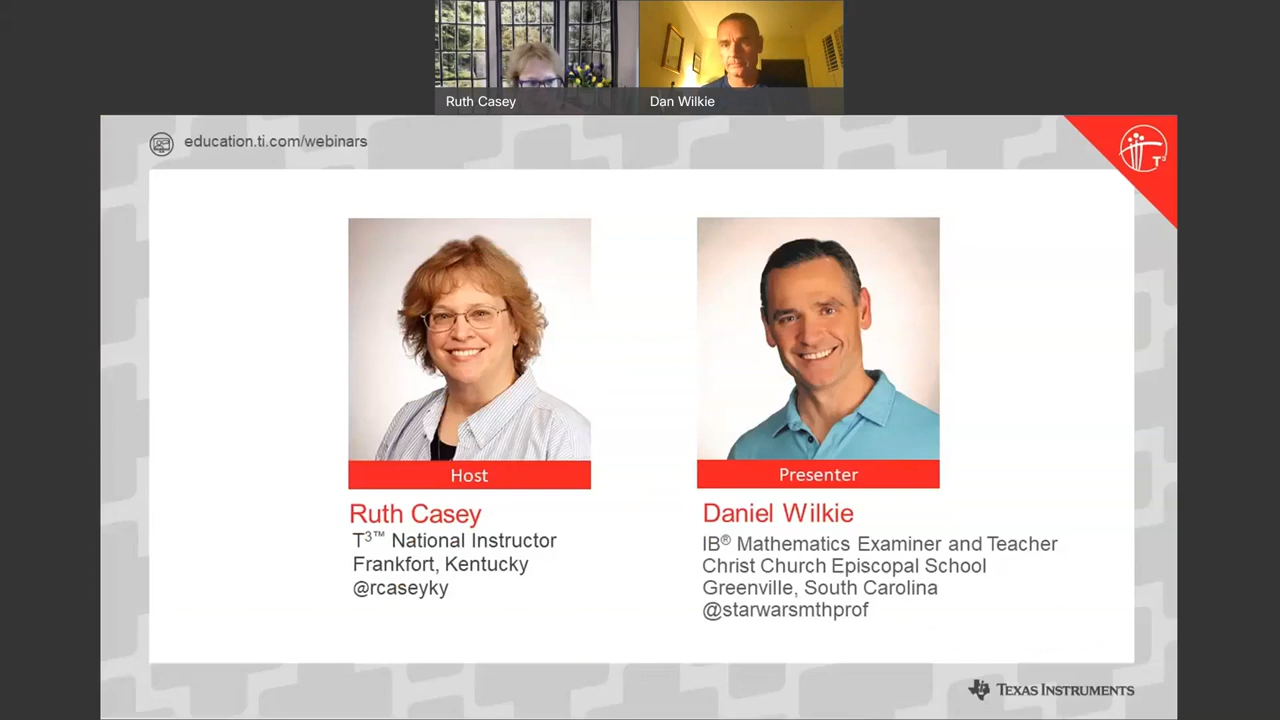 Ruth Casey
Dan Wilkie
education.ti.com/webinars
T³
Host
Presenter
Ruth Casey
T³™ National Instructor
Frankfort, Kentucky
@rcaseyky
Daniel Wilkie
IB® Mathematics Examiner and Teacher
Christ Church Episcopal School
Greenville, South Carolina
@starwarsmthprof
TEXAS INSTRUMENTS